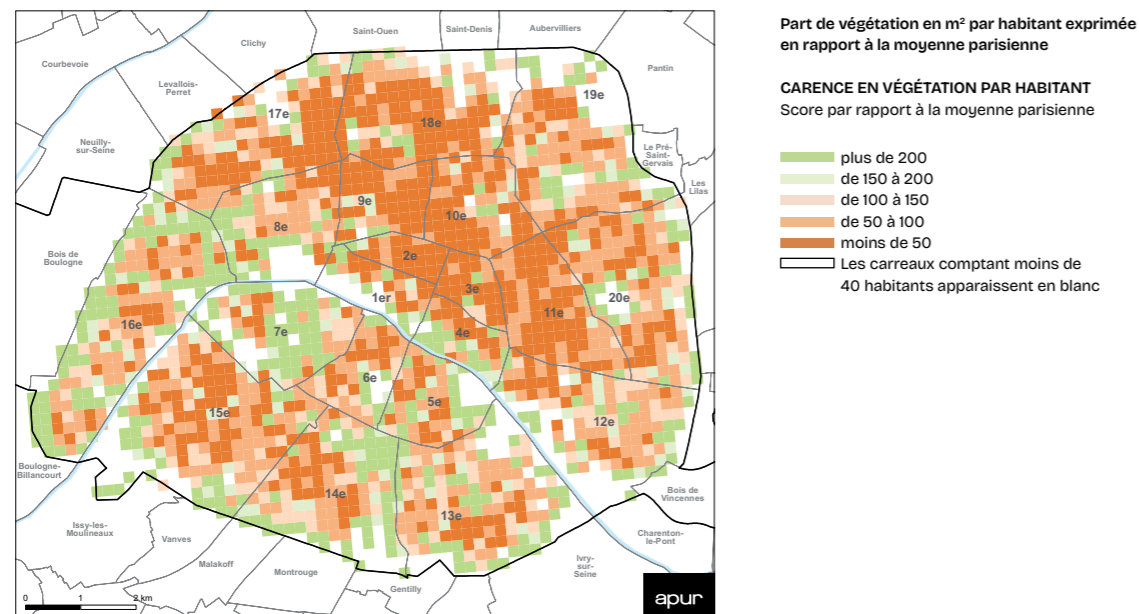 Clichy
Saint-Ouen
Saint-Denis
Aubervilliers
Courbevoie
Levallois-
Perret
Pantin
Neuilly-
sur-Seine
Le Pré-
Saint-
Gervais
Les
Lilas
Bois de
Boulogne
17e
18e
19e
9e
10e
8e
2e
3e
1er
20e
16e
7e
4e
11e
6e
5e
15e
12e
14e
13e
Boulogne-
Billancourt
Issy-les-
Moulineaux
Vanves
Malakoff
Montrouge
Gentilly
Ivry-
sur-
Seine
Charenton-
le-Pont
Bois de
Vincennes
0 1 2 km
apur
Part de végétation en m² par habitant exprimée
en rapport à la moyenne parisienne
CARENCE EN VÉGÉTATION PAR HABITANT
Score par rapport à la moyenne parisienne
plus de 200
de 150 à 200
de 100 à 150
de 50 à 100
moins de 50
Les carreaux comptant moins de
40 habitants apparaissent en blanc